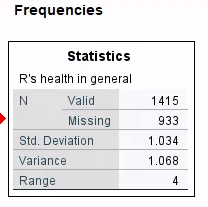 Frequencies
Statistics
R's health in general
N Valid 1415
Missing 933
Std. Deviation 1.034
Variance 1.068
Range 4